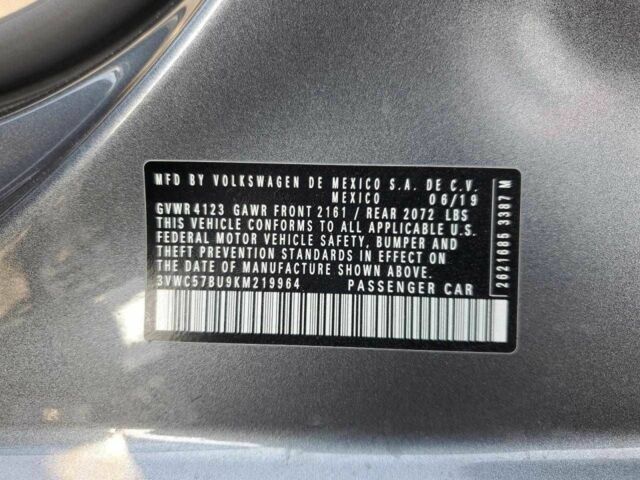 MFD BY VOLKSWAGEN DE MEXICO S.A. DE C.V.
MEXICO 06/19
GVWR 4123 GAWR FRONT 2161 / REAR 2072 LBS
THIS VEHICLE CONFORMS TO ALL APPLICABLE U.S.
FEDERAL MOTOR VEHICLE SAFETY, BUMPER AND
THEFT PREVENTION STANDARDS IN EFFECT ON
THE DATE OF MANUFACTURE SHOWN ABOVE.
3VWC57BU9KM219964 PASSENGER CAR
2621685 3307 M